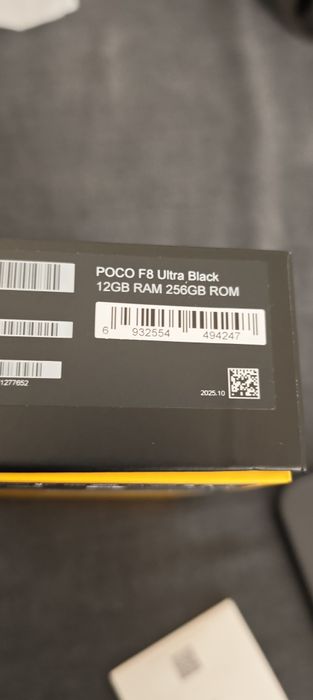 POCO F8 Ultra Black
12GB RAM 256GB ROM
6 932554 494247
2025.10
1277652